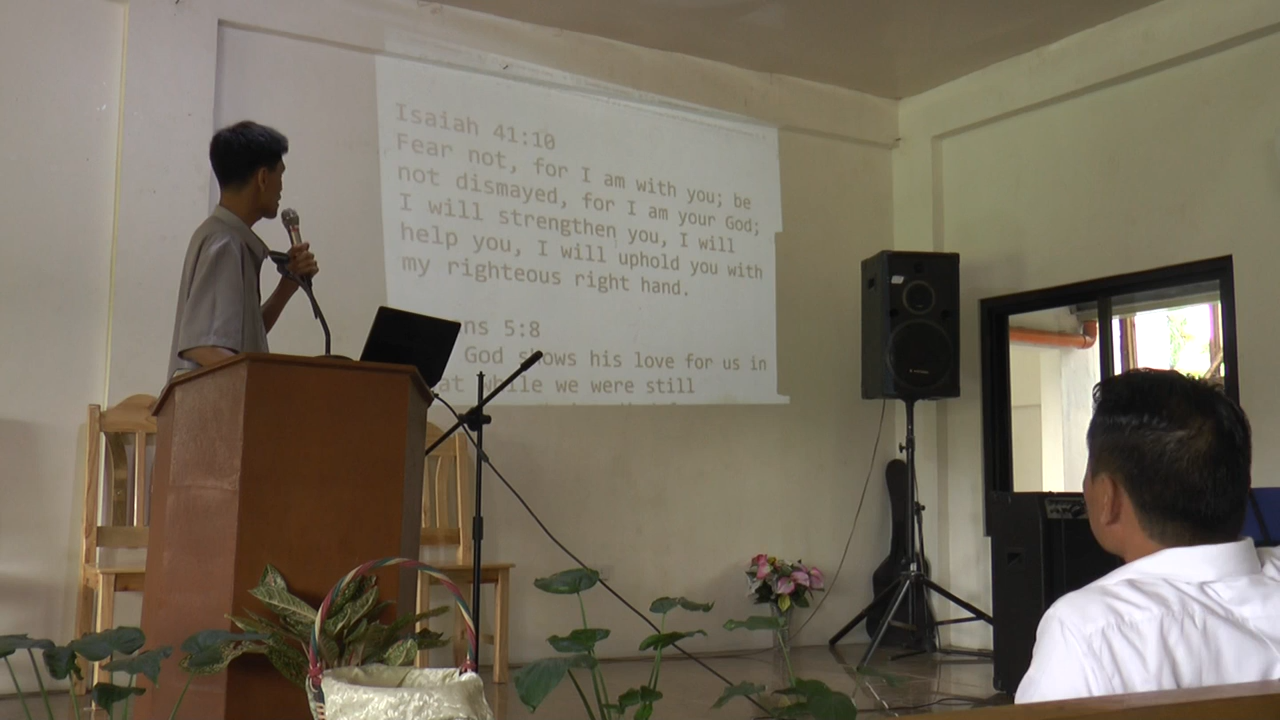 Isaiah 41:10
Fear not, for I am with you; be
not dismayed, for I am your God;
I will strengthen you, I will
help you, I will uphold you with
my righteous right hand.
5:8
God shows his love for us in
while we were still